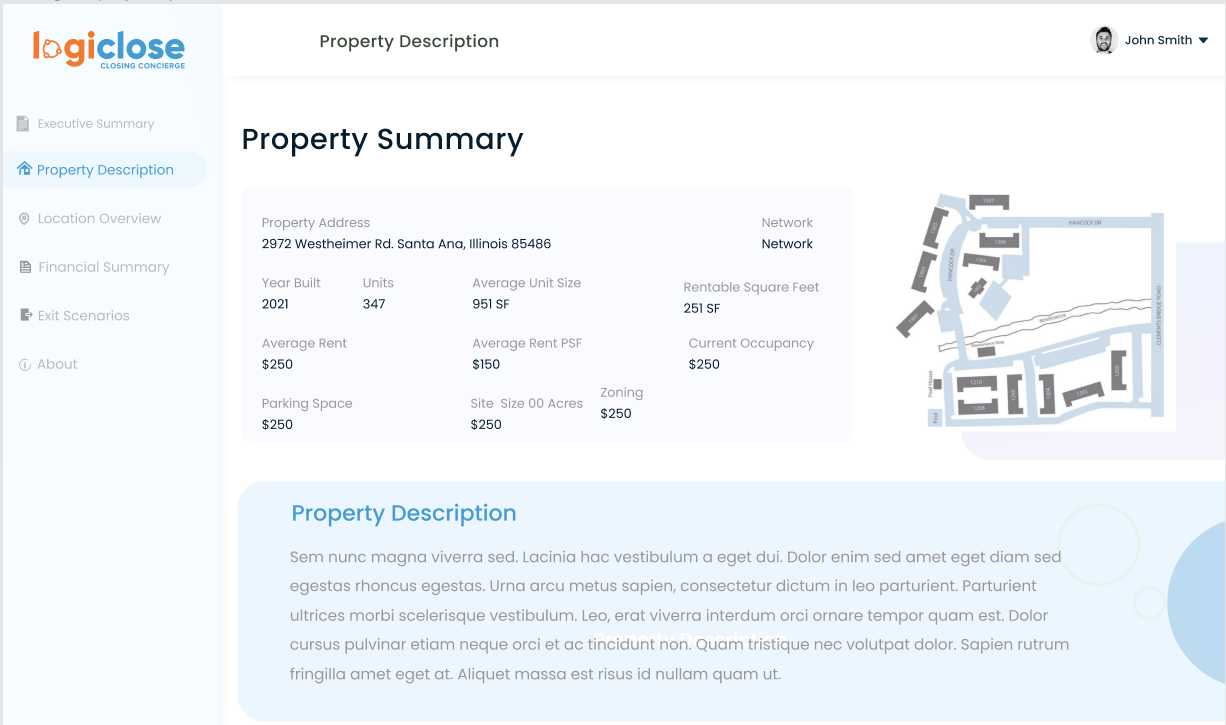 logiclose
CLOSING CONCIERGE
Property Description
John Smith
Executive Summary
Property Description
Location Overview
Financial Summary
Exit Scenarios
About
Property Summary
Property Address
Network
2972 Westheimer Rd. Santa Ana, Illinois 85486
Network
Year Built
Units
Average Unit Size
Rentable Square Feet
2021
347
951 SF
251 SF
Average Rent
Average Rent PSF
Current Occupancy
$250
$150
$250
Parking Space
Site Size 00 Acres
Zoning
$250
$250
$250
1307
HANCOCK DR
1306
HANCOCK DR
CLEMENTS BRIDGE ROAD
Maintenance Shop
Pool House
Pool
1210
1208
1202
1200
Property Description
Sem nunc magna viverra sed. Lacinia hac vestibulum a eget dui. Dolor enim sed amet eget diam sed
egestas rhoncus egestas. Urna arcu metus sapien, consectetur dictum in leo parturient. Parturient
ultrices morbi scelerisque vestibulum. Leo, erat viverra interdum orci ornare tempor quam est. Dolor
cursus pulvinar etiam neque orci et ac tincidunt non. Quam tristique nec volutpat dolor. Sapien rutrum
fringilla amet eget at. Aliquet massa est risus id nullam quam ut.
Property Description